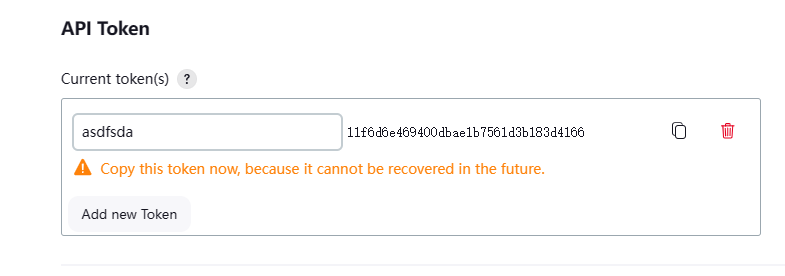 API Token
Current token(s) ?
asdfsda 11f6d6e469400dbae1b7561d3b183d4166
Copy this token now, because it cannot be recovered in the future.
Add new Token